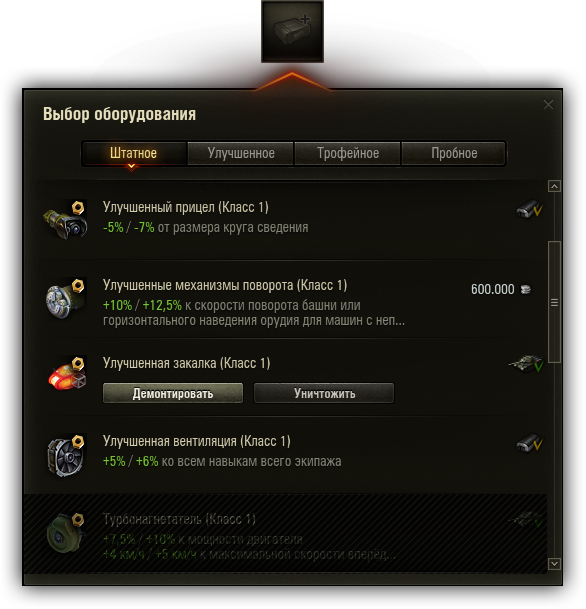 Выбор оборудования
Штатное Улучшенное Трофейное Пробное
Улучшенный прицел (Класс 1)
-5% / -7% от размера круга сведения
Улучшенные механизмы поворота (Класс 1)
600.000
+10% / +12,5% к скорости поворота башни или
горизонтального наведения орудия для машин с неп...
Улучшенная закалка (Класс 1)
Демонтировать Уничтожить
Улучшенная вентиляция (Класс 1)
+5% / +6% ко всем навыкам всего экипажа
Турбонагнетатель (Класс 1)
+7,5% / +10% к мощности двигателя
+4 км/ч / +5 км/ч к максимальной скорости вперёд...